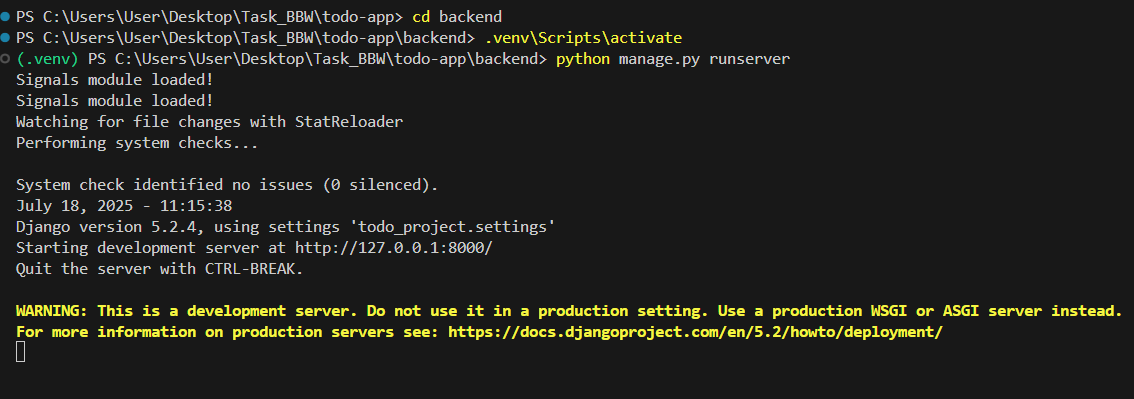 PS C:\Users\User\Desktop\Task_BBW\todo-app> cd backend
PS C:\Users\User\Desktop\Task_BBW\todo-app\backend> .venv\Scripts\activate
(.venv) PS C:\Users\User\Desktop\Task_BBW\todo-app\backend> python manage.py runserver
Signals module loaded!
Signals module loaded!
Watching for file changes with StatReloader
Performing system checks...
System check identified no issues (0 silenced).
July 18, 2025 - 11:15:38
Django version 5.2.4, using settings 'todo_project.settings'
Starting development server at http://127.0.0.1:8000/
Quit the server with CTRL-BREAK.
WARNING: This is a development server. Do not use it in a production setting. Use a production WSGI or ASGI server instead.
For more information on production servers see: https://docs.djangoproject.com/en/5.2/howto/deployment/